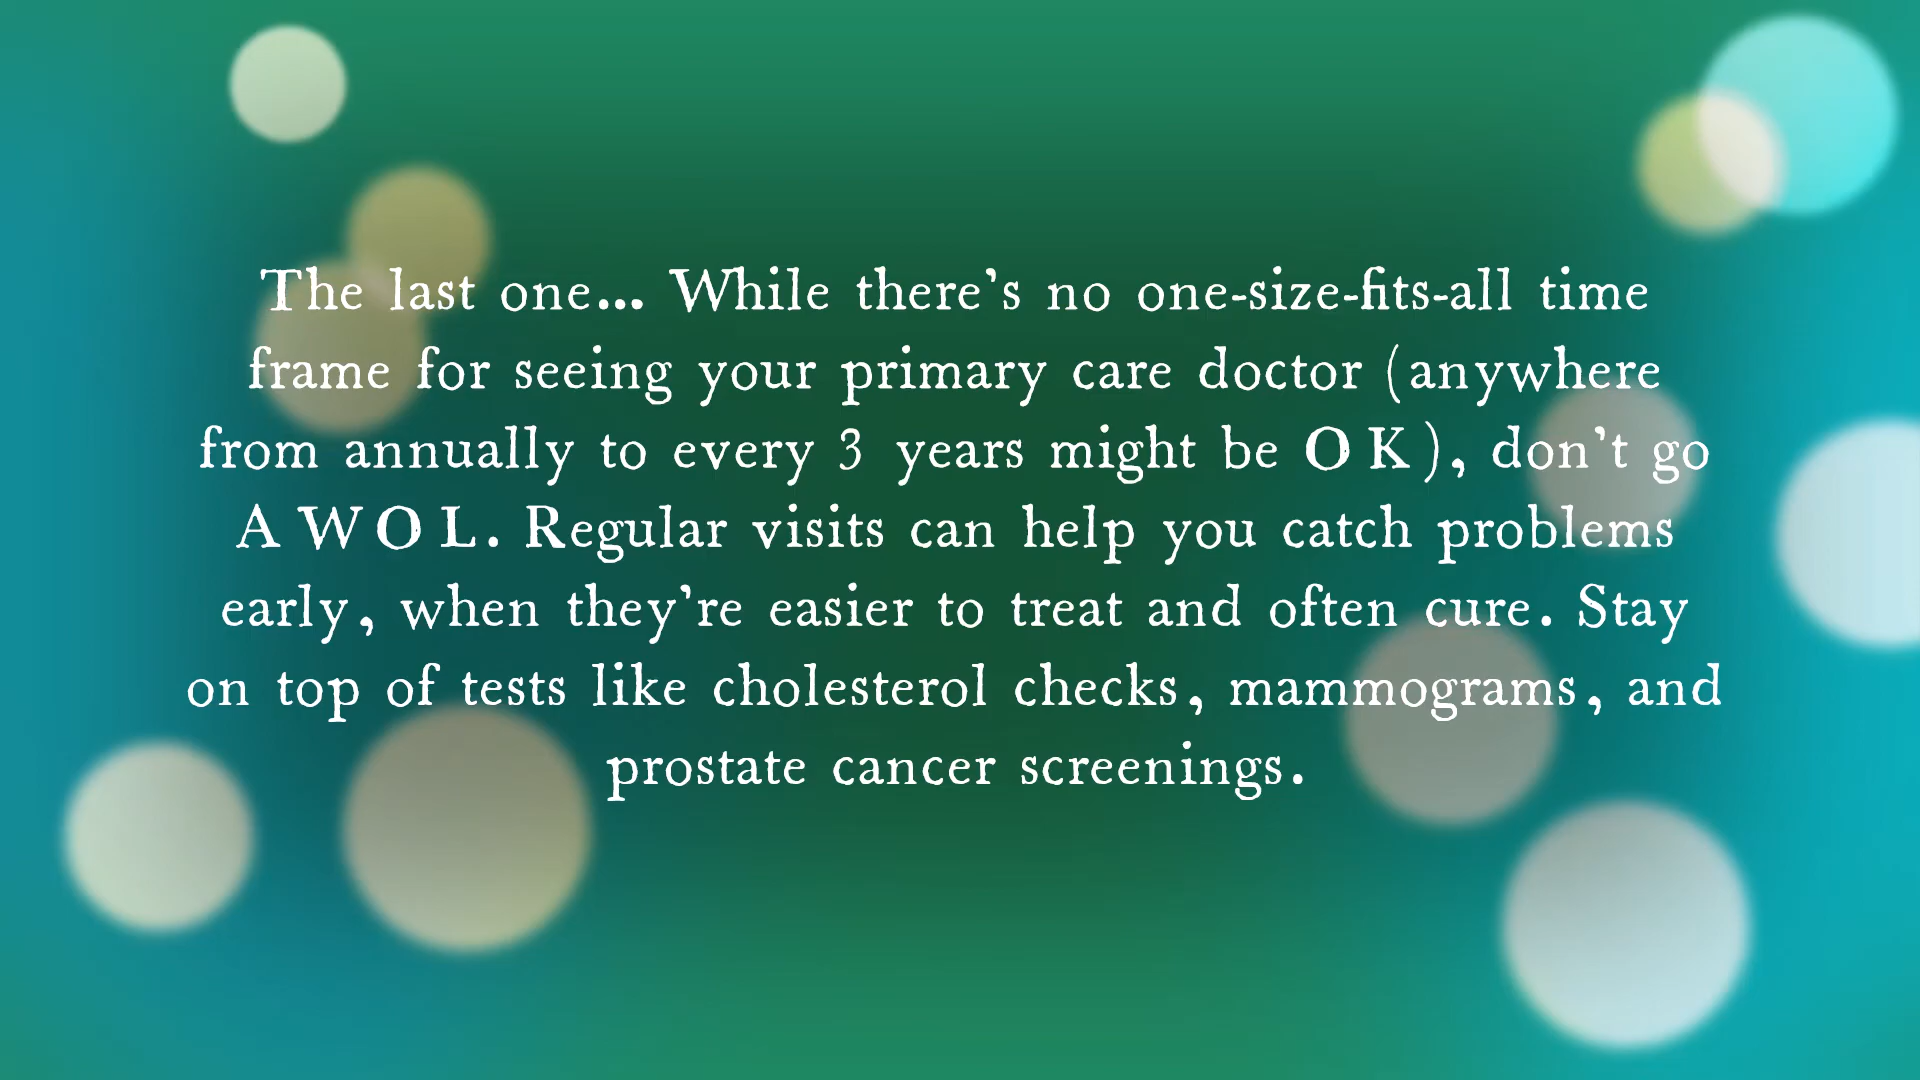 The last one... While there's no one-size-fits-all time
frame for seeing your primary care doctor (anywhere
from annually to every 3 years might be OK), don't go
AWOL. Regular visits can help you catch problems
early, when they're easier to treat and often cure. Stay
on top of tests like cholesterol checks, mammograms, and
prostate cancer screenings.